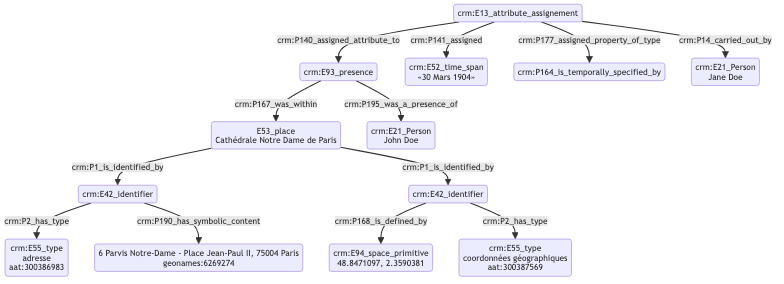 crm:E13_attribute_assignement
crm:P140_assigned_attribute_to
crm:P141_assigned
crm:P177_assigned_property_of_type
crm:P14_carried_out_by
crm:E93_presence
crm:E52_time_span
«30 Mars 1904»
crm:P164_is_temporally_specified_by
crm:E21_Person
Jane Doe
crm:P167_was_within
crm:P195_was_a_presence_of
E53_place
Cathédrale Notre Dame de Paris
crm:E21_Person
John Doe
crm:P1_is_identified_by
crm:P1_is_identified_by
crm:E42_identifier
crm:E42_identifier
crm:P2_has_type
crm:P190_has_symbolic_content
crm:P168_is_defined_by
crm:P2_has_type
crm:E55_type
adresse
aat:300386983
6 Parvis Notre-Dame - Place Jean-Paul II, 75004 Paris
geonames:6269274
crm:E94_space_primitive
48.8471097, 2.3590381
crm:E55_type
coordonnées géographiques
aat:300387569